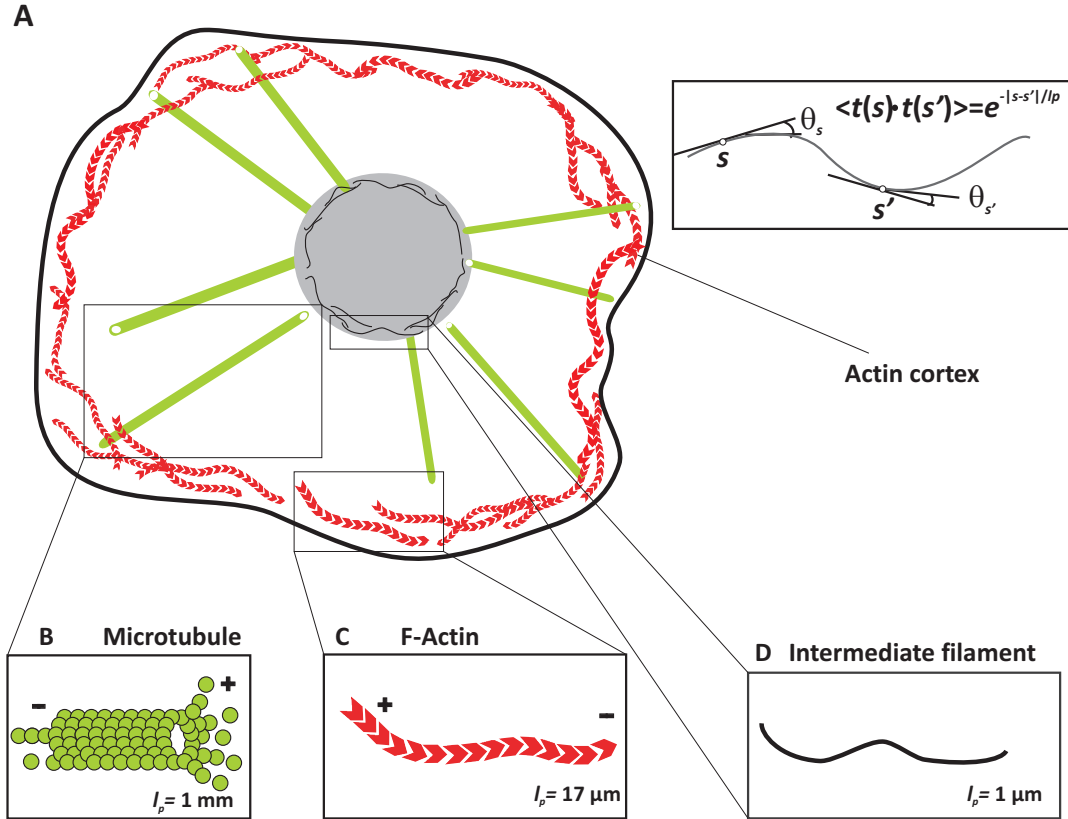 A
<t(s)·t(s')>=e^-|s-s'|/lp
θs
s
s'
θs'
Actin cortex
B Microtubule
+
−
lp= 1 mm
C F-Actin
+
−
lp= 17 µm
D Intermediate filament
lp= 1 µm